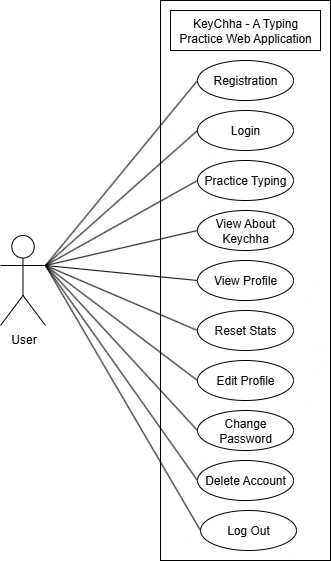 KeyChha - A Typing
Practice Web Application
Registration
Login
Practice Typing
View About
Keychha
View Profile
Reset Stats
Edit Profile
Change
Password
Delete Account
Log Out
User